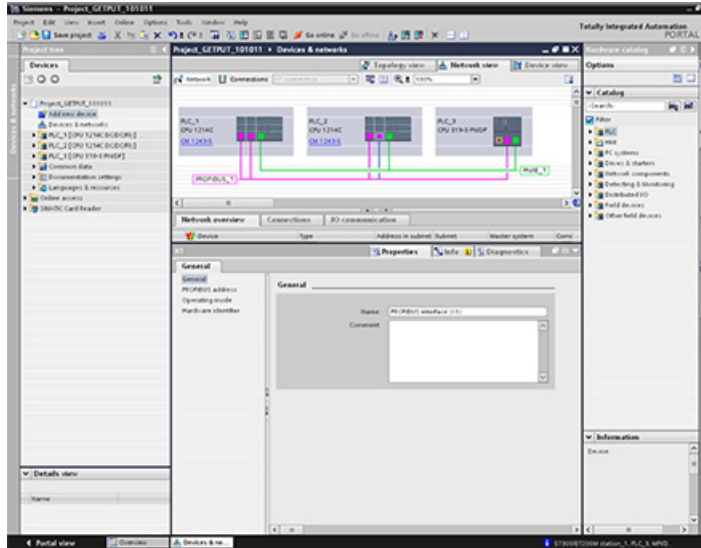 Siemens - Project_GETPUT_101011
Project Edit View Insert Online Options Tools Window Help
Totally Integrated Automation
PORTAL
Save project
Go online
Go offline
Project tree
Project_GETPUT_101011 ▸ Devices & networks
Hardware catalog
Devices
Topology view
Network view
Device view
Options
Network
Connections
100%
Project_GETPUT_101011
Add new device
Devices & networks
PLC_1 [CPU 1214C DC/DC/Rly]
PLC_2 [CPU 1214C DC/DC/Rly]
PLC_3 [CPU 319-3 PN/DP]
Common data
Documentation settings
Languages & resources
Online access
SIMATIC Card Reader
Devices & networks
PLC_1
CPU 1214C
CM 1243-5
PLC_2
CPU 1214C
CM 1243-5
PLC_3
CPU 319-3 PN/DP
PN/IE_1
PROFIBUS_1
Catalog
<Search>
Filter
PLC
HMI
PC systems
Drives & starters
Network components
Detecting & Monitoring
Distributed I/O
Field devices
Other field devices
Network overview
Connections
IO communication
Device
Type
Address in subnet
Subnet
Master system
Properties
Info
Diagnostics
General
General
PROFIBUS address
Operating mode
Hardware identifier
General
Name
PROFIBUS interface
Comment
Information
Device
Details view
Name
Portal view
Overview
Devices & ne...